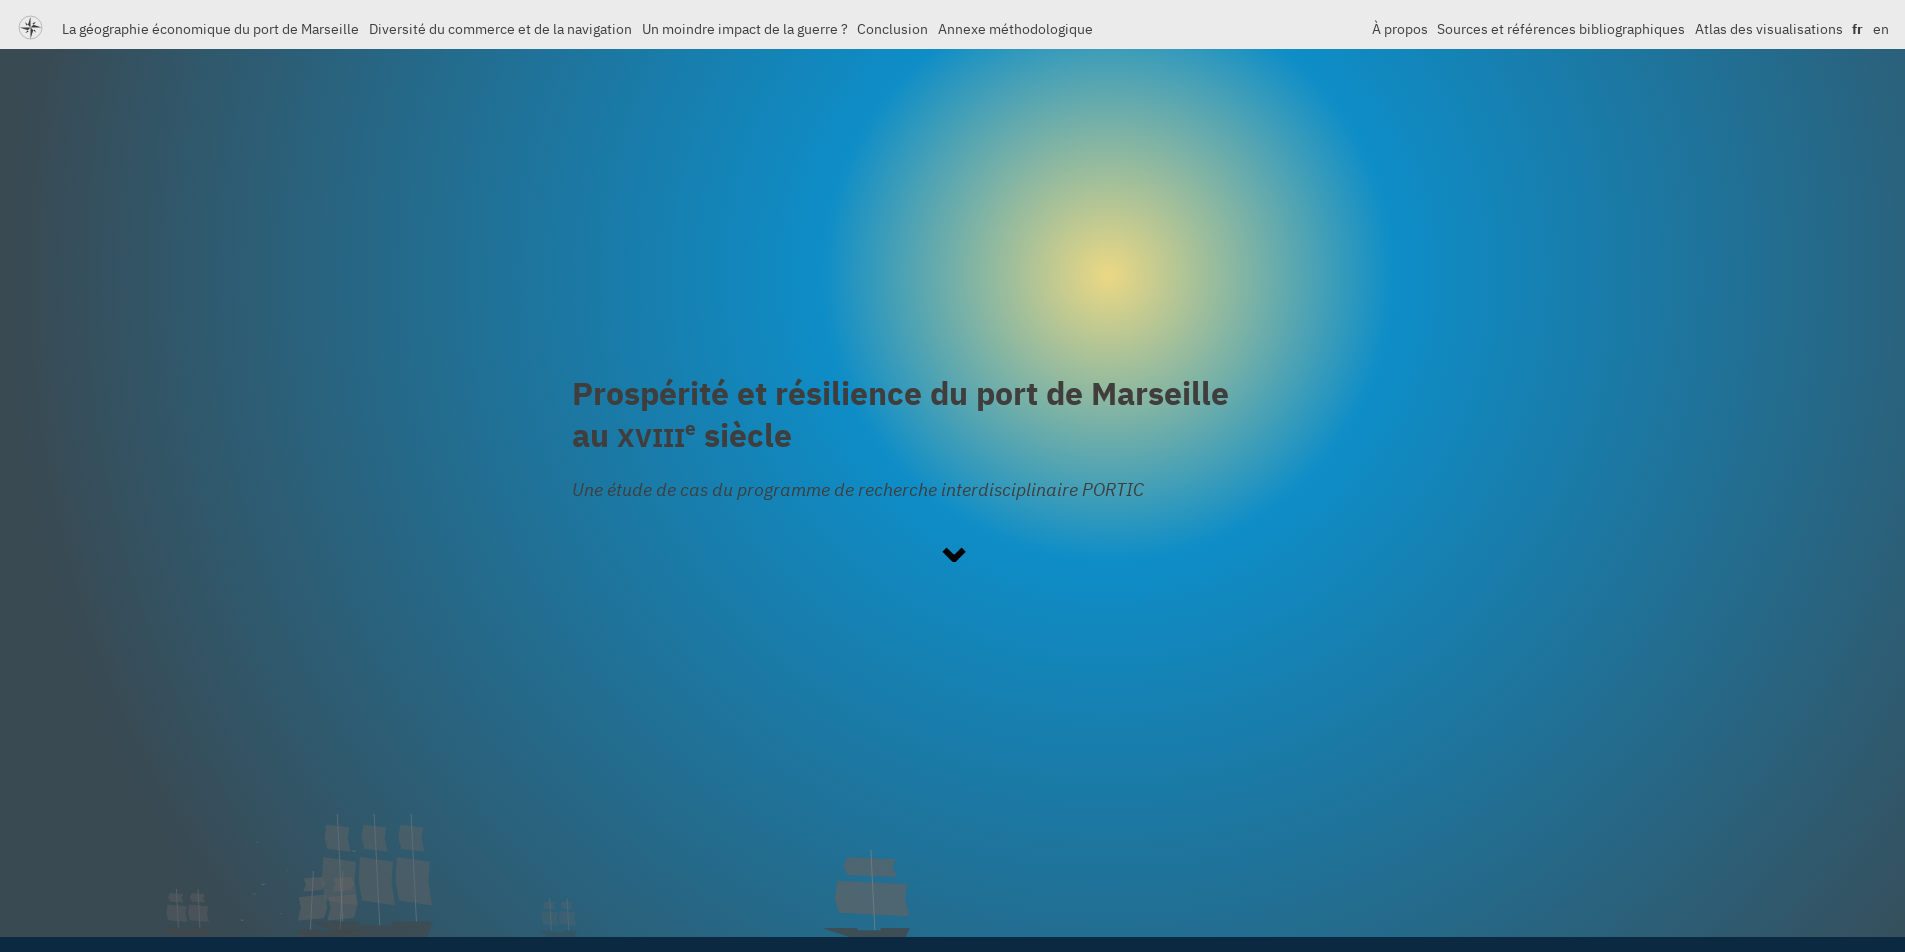 La géographie économique du port de Marseille Diversité du commerce et de la navigation Un moindre impact de la guerre ? Conclusion Annexe méthodologique À propos Sources et références bibliographiques Atlas des visualisations fr en
Prospérité et résilience du port de Marseille
au XVIIIe siècle
Une étude de cas du programme de recherche interdisciplinaire PORTIC